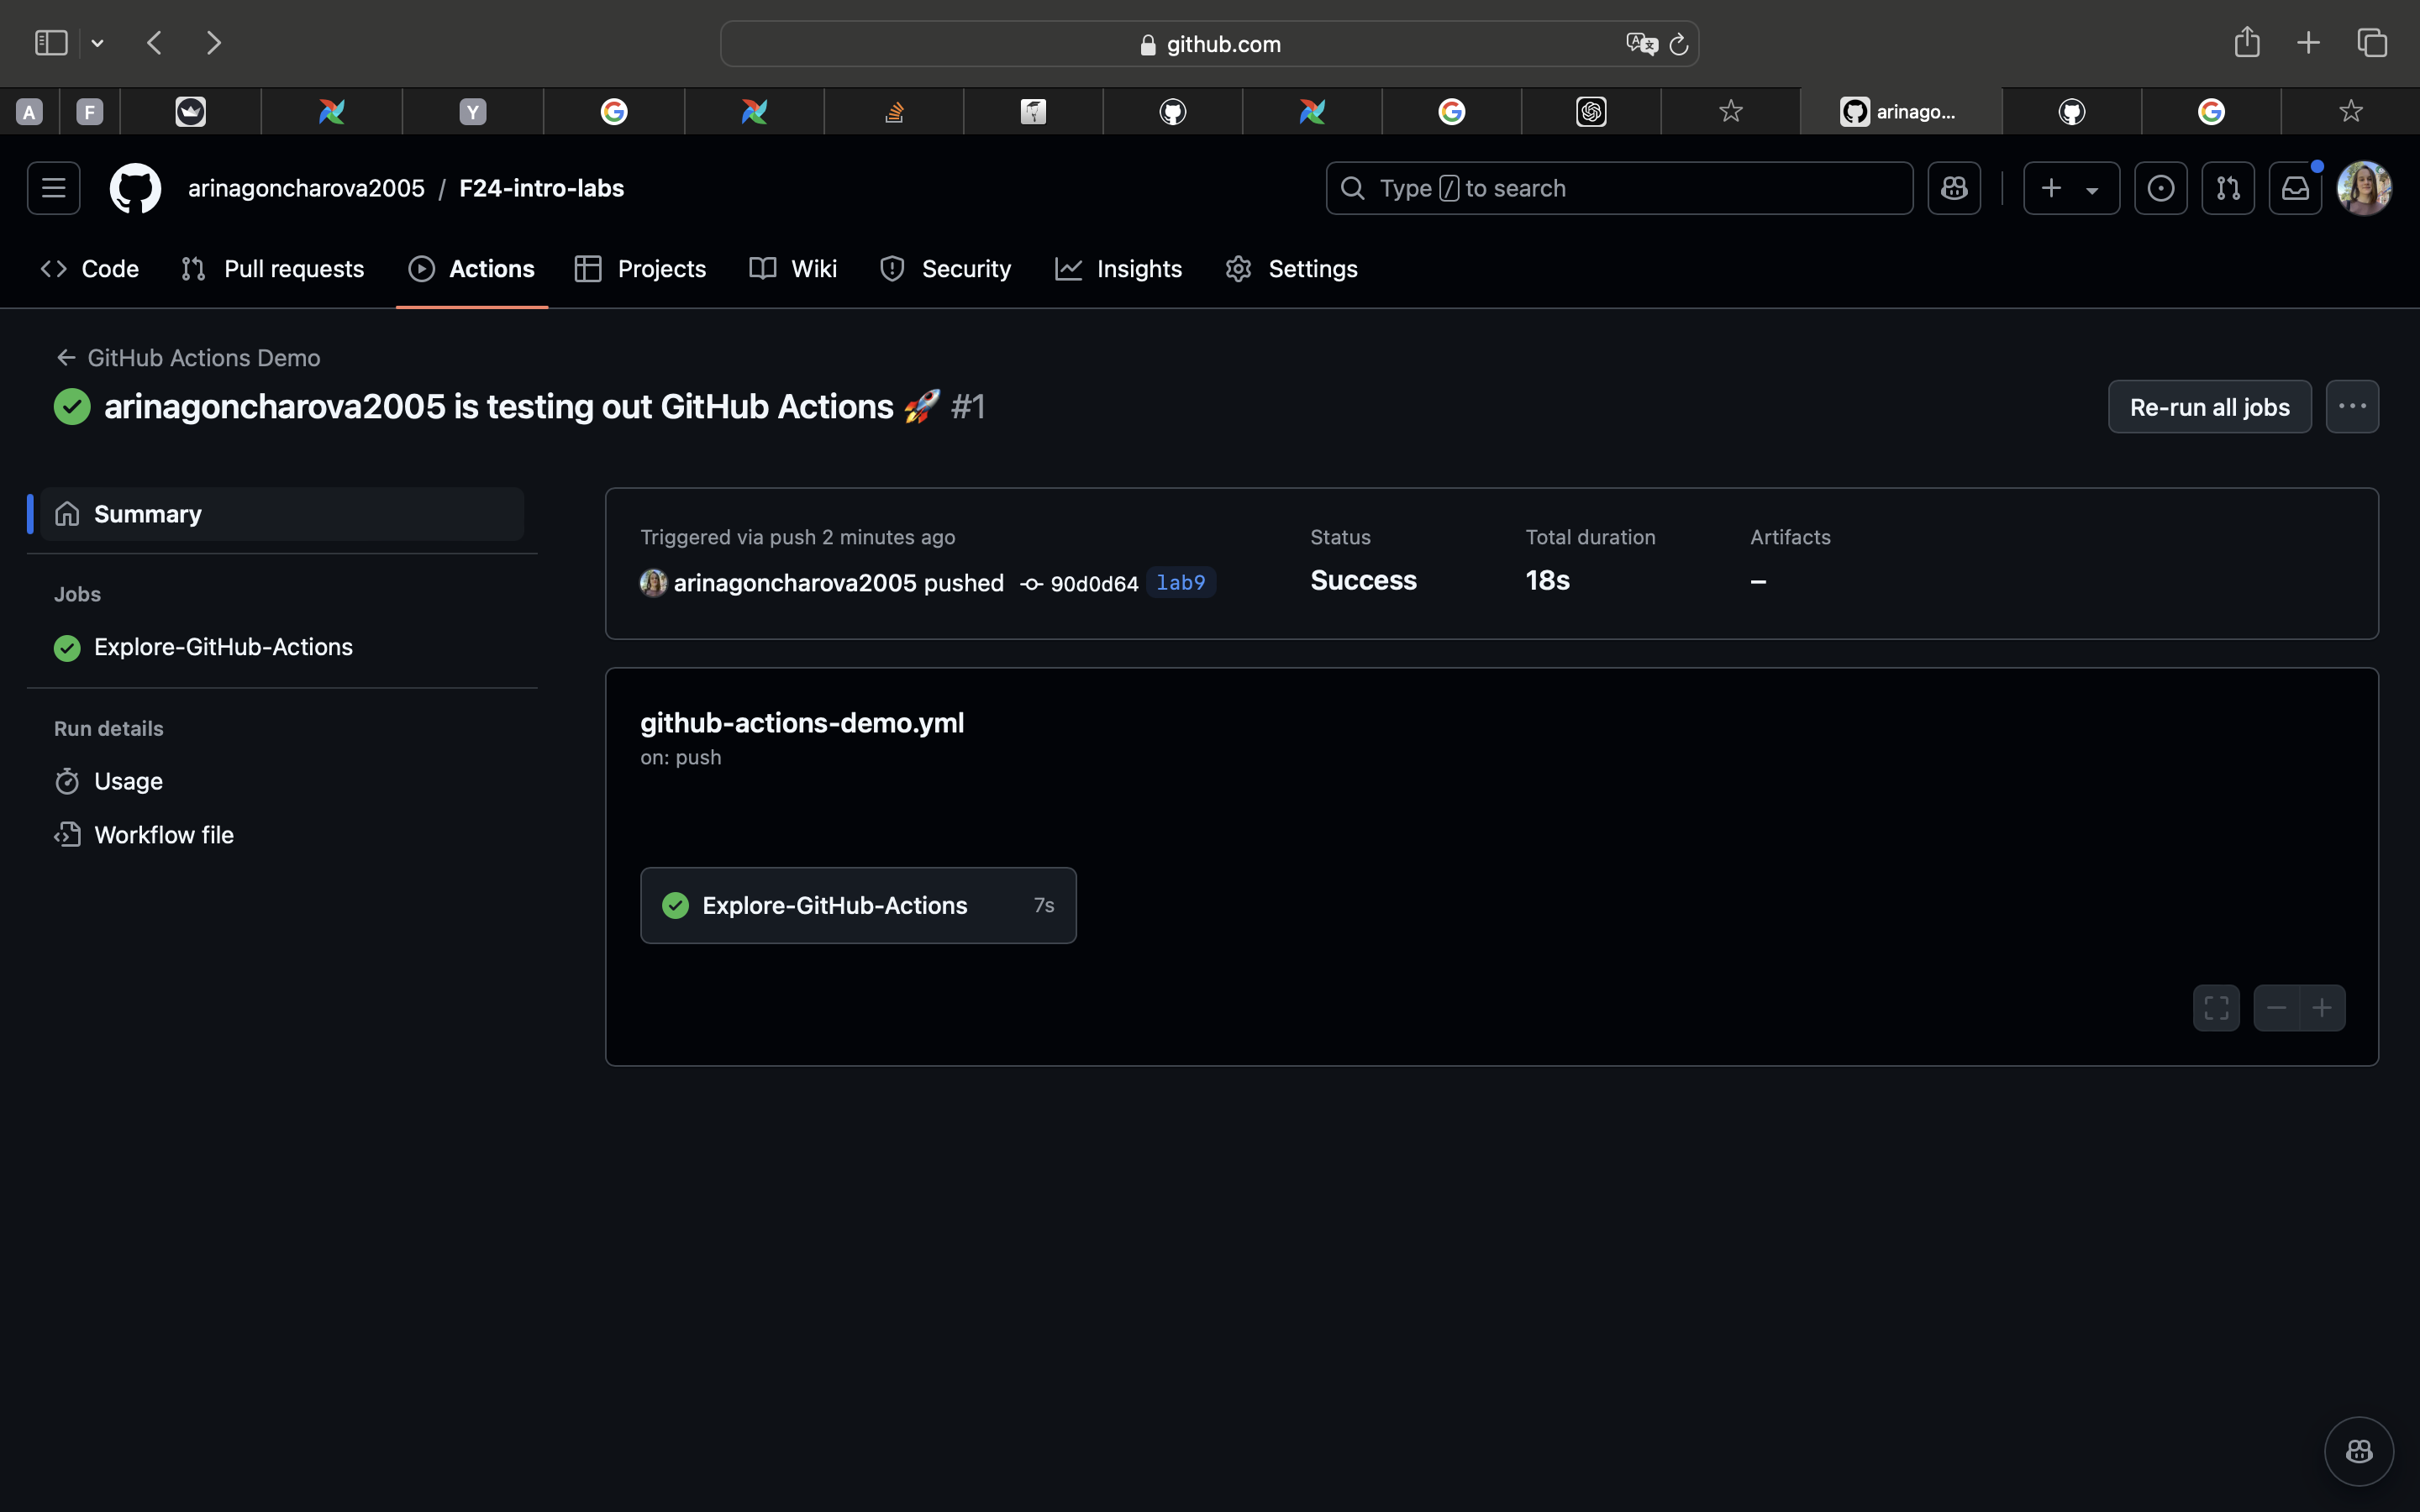 github.com
A
F
Y
arinago...
arinagoncharova2005 / F24-intro-labs
Type / to search
Code
Pull requests
Actions
Projects
Wiki
Security
Insights
Settings
← GitHub Actions Demo
arinagoncharova2005 is testing out GitHub Actions 🚀 #1
Re-run all jobs
Summary
Jobs
Explore-GitHub-Actions
Run details
Usage
Workflow file
Triggered via push 2 minutes ago
arinagoncharova2005 pushed 90d0d64 lab9
Status
Success
Total duration
18s
Artifacts
–
github-actions-demo.yml
on: push
Explore-GitHub-Actions 7s